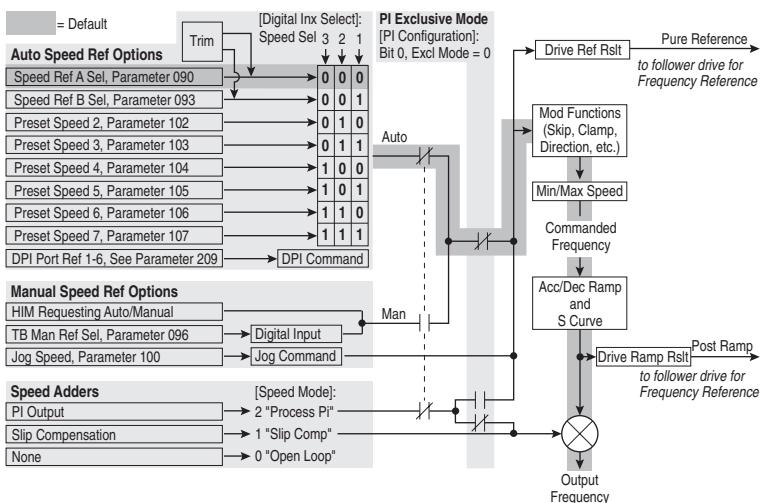 = Default
Trim
[Digital Inx Select]:
Speed Sel 3 2 1
PI Exclusive Mode
[PI Configuration]:
Bit 0, Excl Mode = 0
Auto Speed Ref Options
Speed Ref A Sel, Parameter 090 0 0 0
Speed Ref B Sel, Parameter 093 0 0 1
Preset Speed 2, Parameter 102 0 1 0
Preset Speed 3, Parameter 103 0 1 1
Preset Speed 4, Parameter 104 1 0 0
Preset Speed 5, Parameter 105 1 0 1
Preset Speed 6, Parameter 106 1 1 0
Preset Speed 7, Parameter 107 1 1 1
DPI Port Ref 1-6, See Parameter 209 DPI Command
Auto
Manual Speed Ref Options
HIM Requesting Auto/Manual
TB Man Ref Sel, Parameter 096 Digital Input
Jog Speed, Parameter 100 Jog Command
Man
Speed Adders [Speed Mode]:
PI Output 2 "Process Pi"
Slip Compensation 1 "Slip Comp"
None 0 "Open Loop"
Drive Ref Rslt
Pure Reference
to follower drive for
Frequency Reference
Mod Functions
(Skip, Clamp,
Direction, etc.)
Min/Max Speed
Commanded
Frequency
Acc/Dec Ramp
and
S Curve
Drive Ramp Rslt
Post Ramp
to follower drive for
Frequency Reference
Output
Frequency